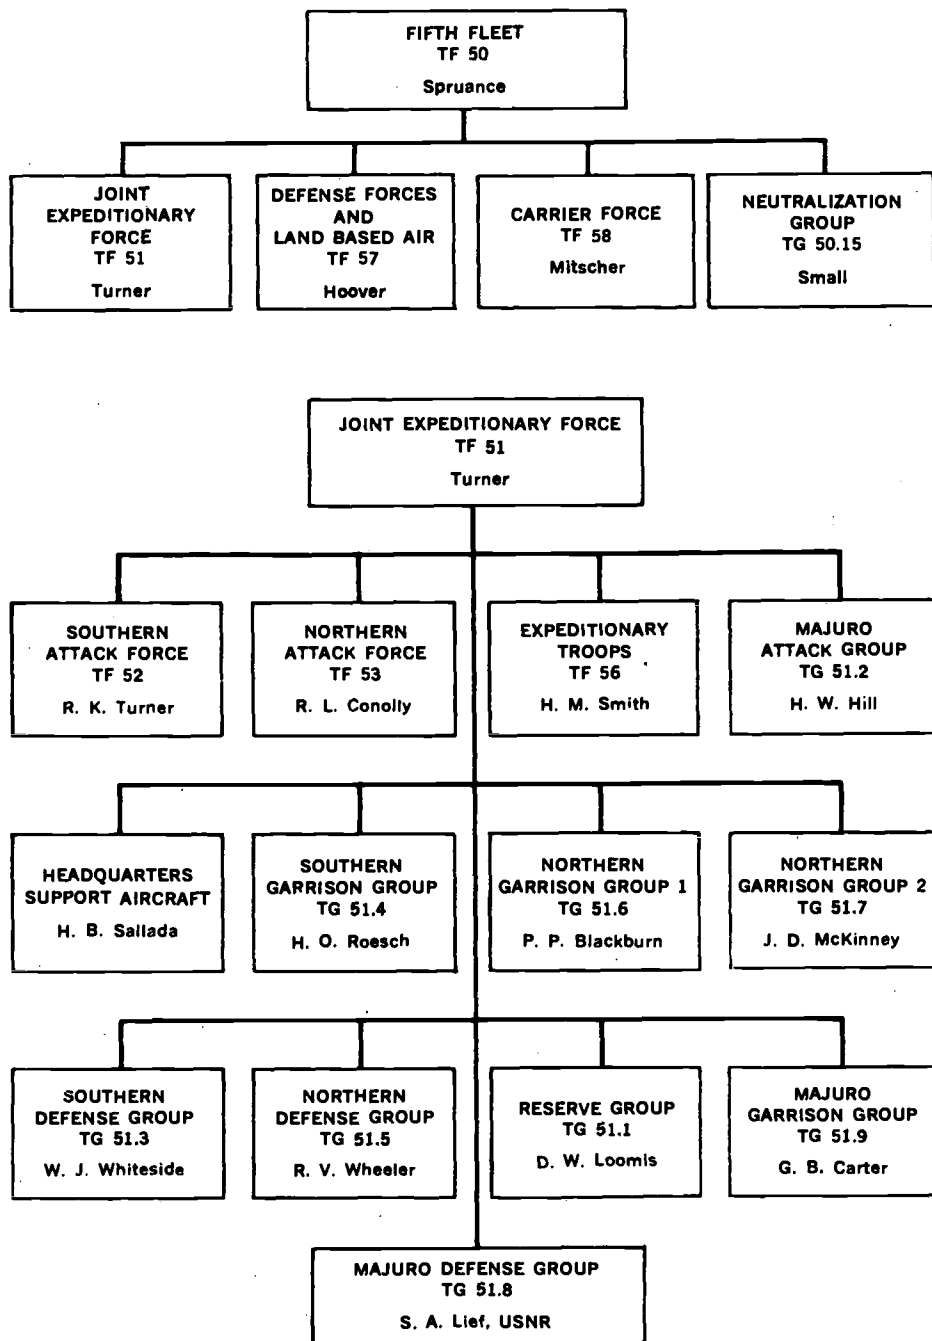 FIFTH FLEET
TF 50
Spruance
JOINT
EXPEDITIONARY
FORCE
TF 51
Turner
DEFENSE FORCES
AND
LAND BASED AIR
TF 57
Hoover
CARRIER FORCE
TF 58
Mitscher
NEUTRALIZATION
GROUP
TG 50.15
Small
JOINT EXPEDITIONARY FORCE
TF 51
Turner
SOUTHERN
ATTACK FORCE
TF 52
R. K. Turner
NORTHERN
ATTACK FORCE
TF 53
R. L. Conolly
EXPEDITIONARY
TROOPS
TF 56
H. M. Smith
MAJURO
ATTACK GROUP
TG 51.2
H. W. Hill
HEADQUARTERS
SUPPORT AIRCRAFT
H. B. Sallada
SOUTHERN
GARRISON GROUP
TG 51.4
H. O. Roesch
NORTHERN
GARRISON GROUP 1
TG 51.6
P. P. Blackburn
NORTHERN
GARRISON GROUP 2
TG 51.7
J. D. McKinney
SOUTHERN
DEFENSE GROUP
TG 51.3
W. J. Whiteside
NORTHERN
DEFENSE GROUP
TG 51.5
R. V. Wheeler
RESERVE GROUP
TG 51.1
D. W. Loomis
MAJURO
GARRISON GROUP
TG 51.9
G. B. Carter
MAJURO DEFENSE GROUP
TG 51.8
S. A. Lief, USNR